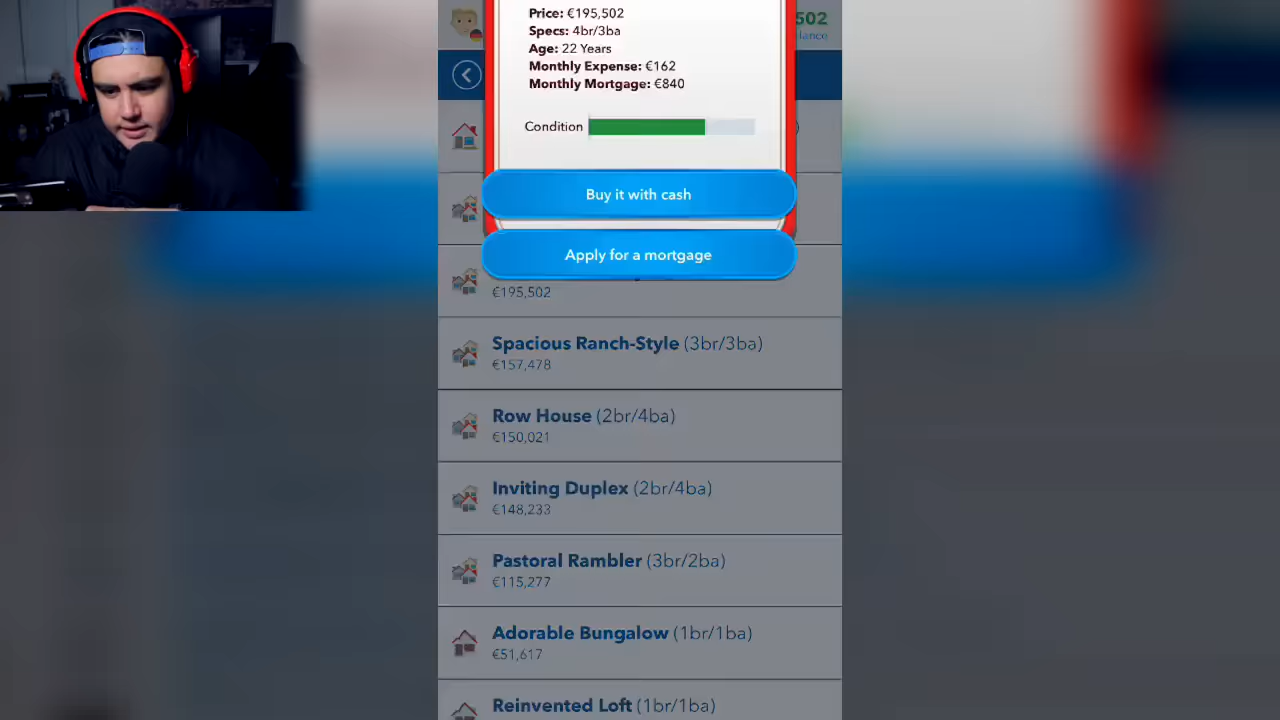 502
Price: €195,502
Specs: 4br/3ba
Age: 22 Years
Monthly Expense: €162
Monthly Mortgage: €840
Condition
Buy it with cash
Apply for a mortgage
€195,502
Spacious Ranch-Style (3br/3ba)
€157,478
Row House (2br/4ba)
€150,021
Inviting Duplex (2br/4ba)
€148,233
Pastoral Rambler (3br/2ba)
€115,277
Adorable Bungalow (1br/1ba)
€51,617
Reinvented Loft (1br/1ba)